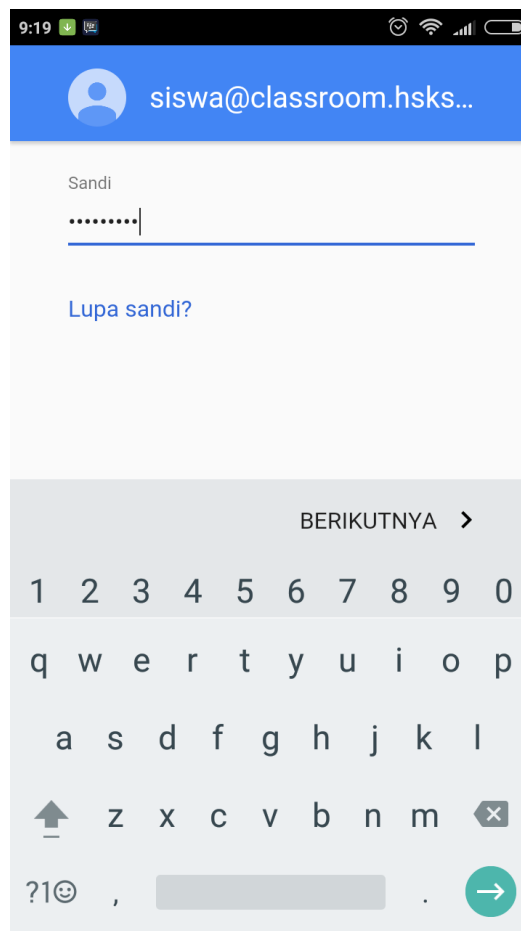 9:19
siswa@classroom.hsks...
Sandi
•••••••••
Lupa sandi?
BERIKUTNYA
1 2 3 4 5 6 7 8 9 0
q w e r t y u i o p
a s d f g h j k l
z x c v b n m
?1☺ , .